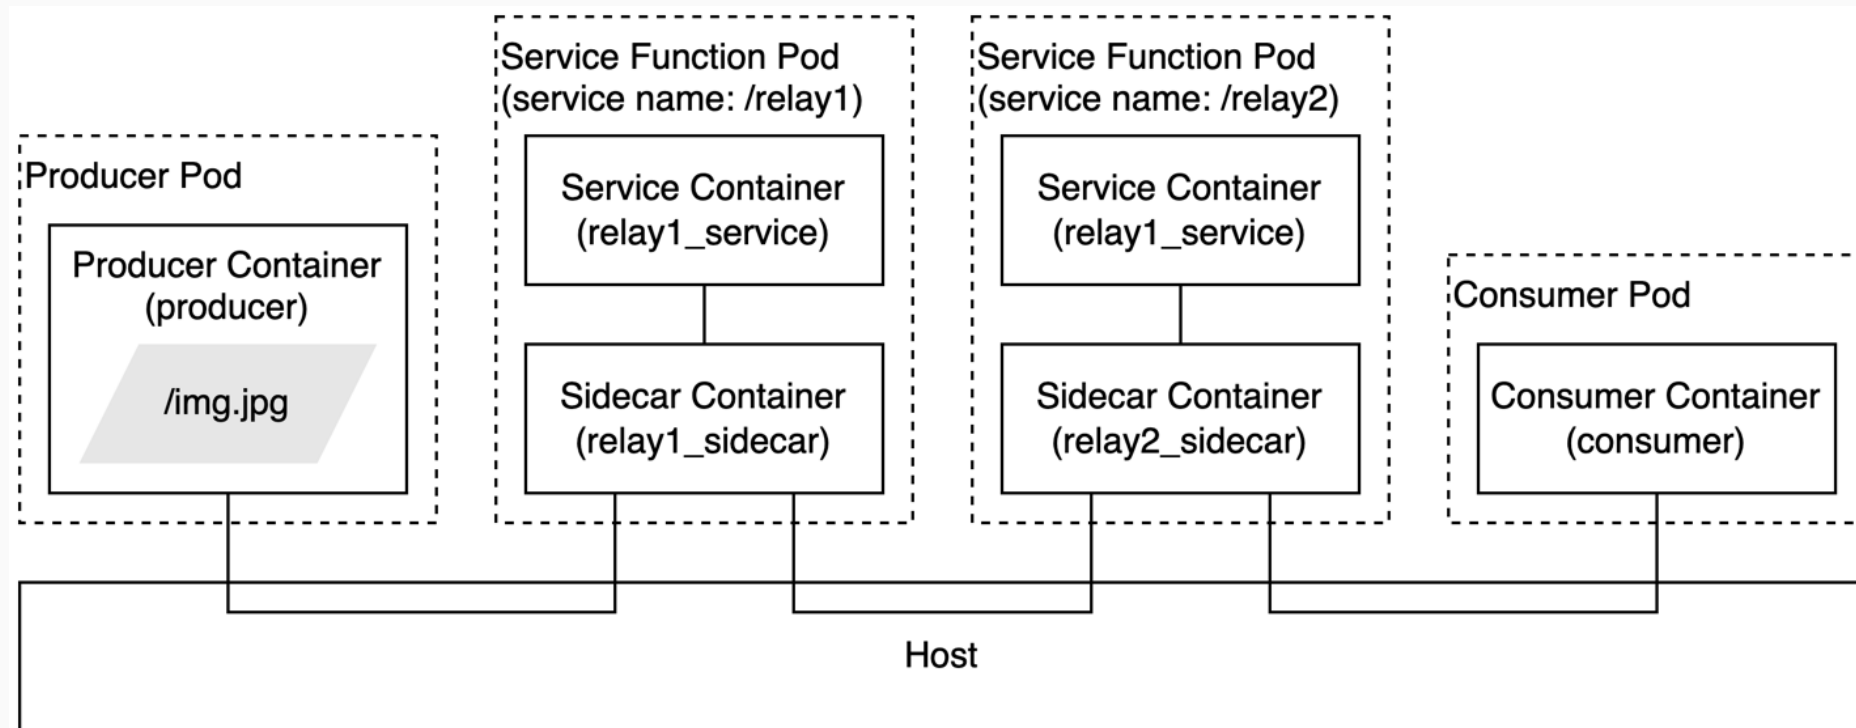 Service Function Pod
(service name: /relay1)
Service Function Pod
(service name: /relay2)
Producer Pod
Producer Container
(producer)
/img.jpg
Service Container
(relay1_service)
Service Container
(relay1_service)
Sidecar Container
(relay1_sidecar)
Sidecar Container
(relay2_sidecar)
Consumer Pod
Consumer Container
(consumer)
Host